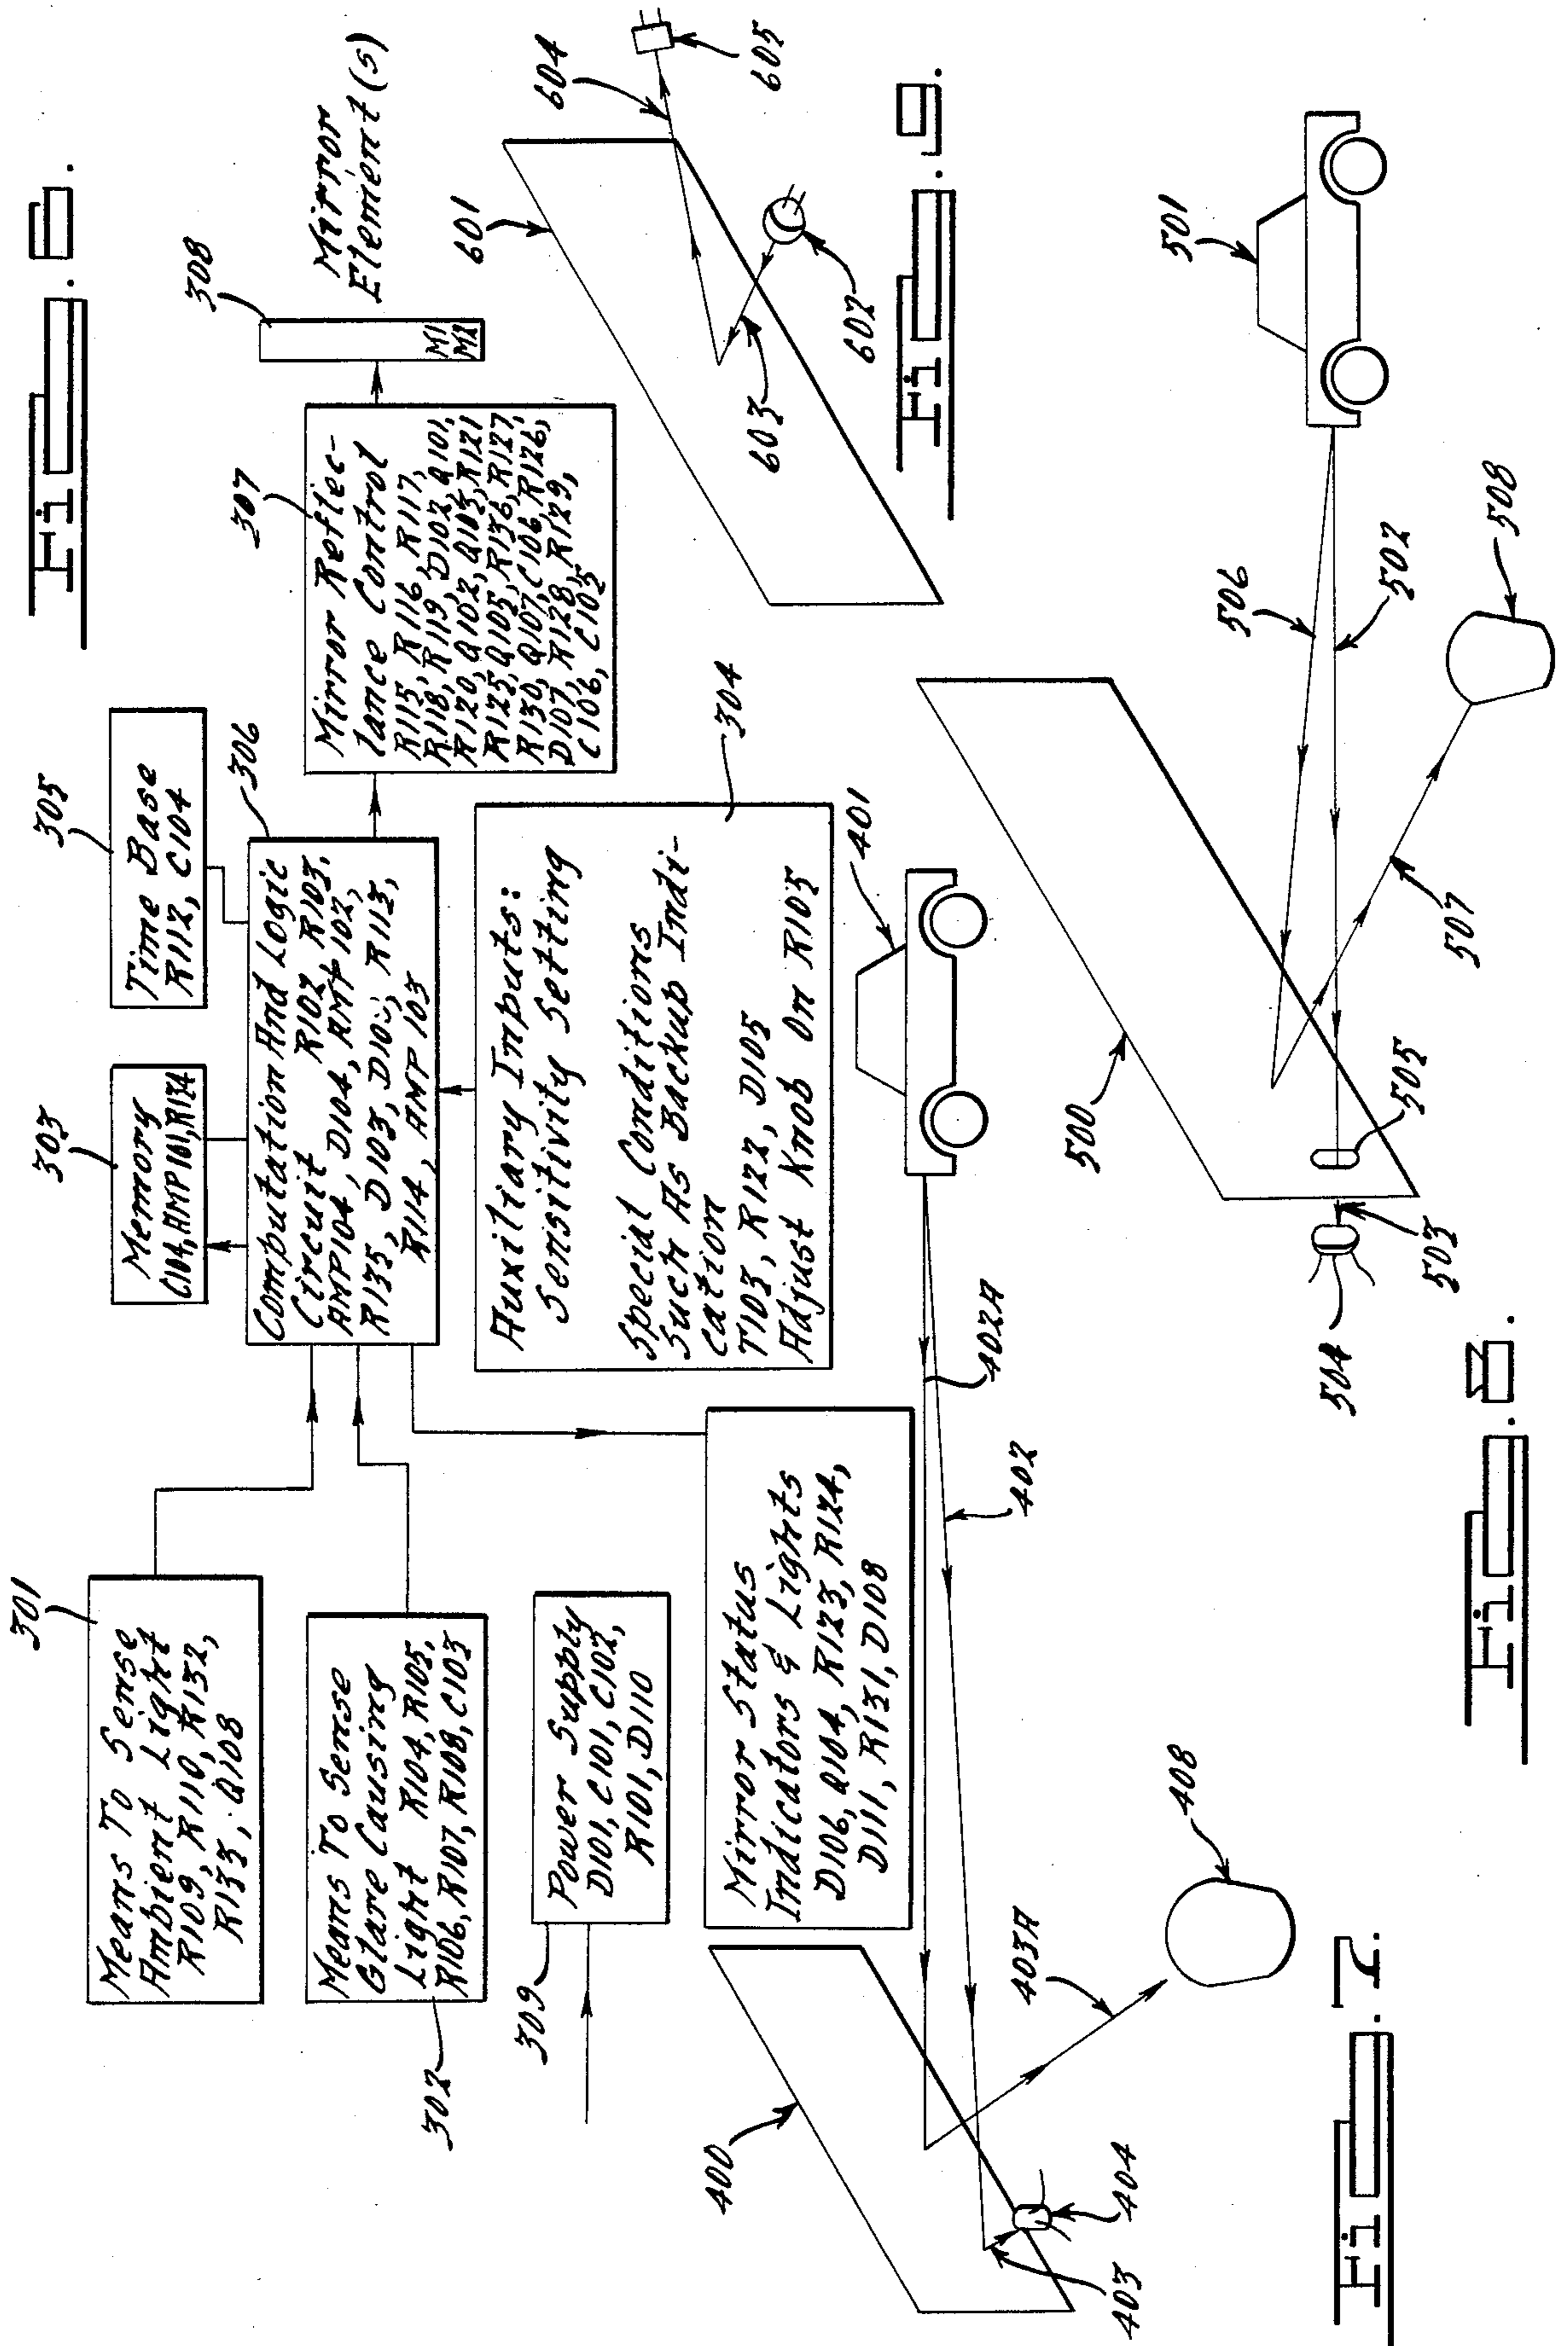 301
Means To Sense
Ambient Light
R109, R110, R132,
R133, Q108
Means To Sense
Glare Causing
Light R104, R105,
R106, R107, R108, C103
302
309
Power Supply
D101, C101, C102,
R101, D110
303
Memory
C104, AMP101, R134
305
Time Base
R112, C104
306
Computation And Logic
Circuit R102, R103,
AMP104, D104, AMP102,
R135, D103, R113,
R114, AMP103
Auxiliary Inputs:
Sensitivity Setting
Special Conditions
Such As Backup Indi-
cation
T103, R122, D105
Adjust Knob On R105
304
307
Mirror Reflec-
lance Control
R115, R116, R117,
R118, R119, D102, Q101,
R120, Q102, Q103, R121
R125, Q105, R136, R127,
R130, Q107, C106, R126,
D107, R128, R129,
C106, C105
308
M1
M2
Mirror
Element(s)
Mirror Status
Indicators & Lights
D106, Q104, R123, R124,
D111, R131, D108
Fig. 6.
400
401
402A
402
403A
403
404
408
Fig. 7.
500
501
502
503
504
505
506
507
508
Fig. 8.
601
602
603
604
605
Fig. 9.